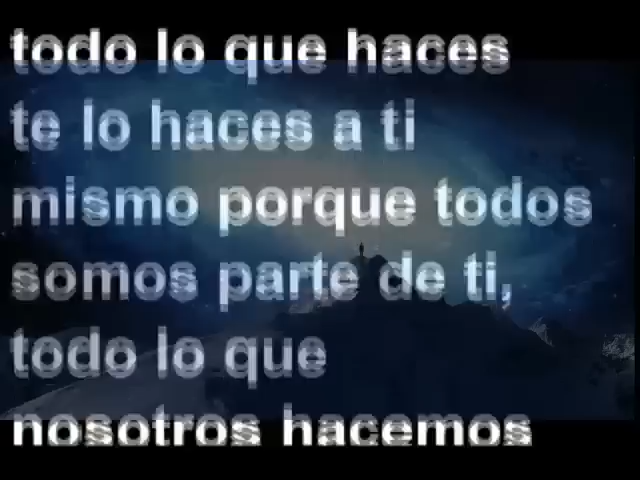 todo lo que haces
te lo haces a ti
mismo porque todos
somos parte de ti,
todo lo que
nosotros hacemos